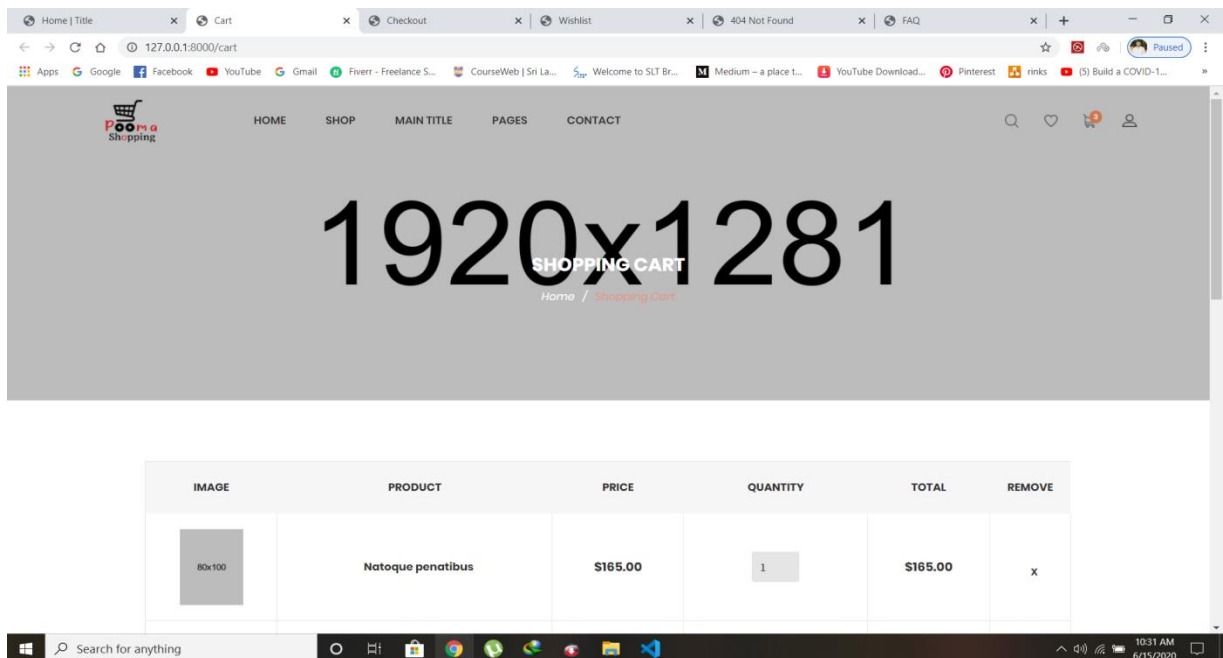 Home | Title Cart Checkout Wishlist 404 Not Found FAQ
127.0.0.1:8000/cart Paused
Apps Google Facebook YouTube Gmail Fiverr - Freelance S... CourseWeb | Sri La... Welcome to SLT Br... Medium – a place t... YouTube Download... Pinterest rinks (5) Build a COVID-1... »
Pooma
Shopping
HOME SHOP MAIN TITLE PAGES CONTACT 3
1920x1281
SHOPPING CART
Home / Shopping Cart
IMAGE PRODUCT PRICE QUANTITY TOTAL REMOVE
80x100 Natoque penatibus $165.00 1 $165.00 x
Search for anything
10:31 AM
6/15/2020